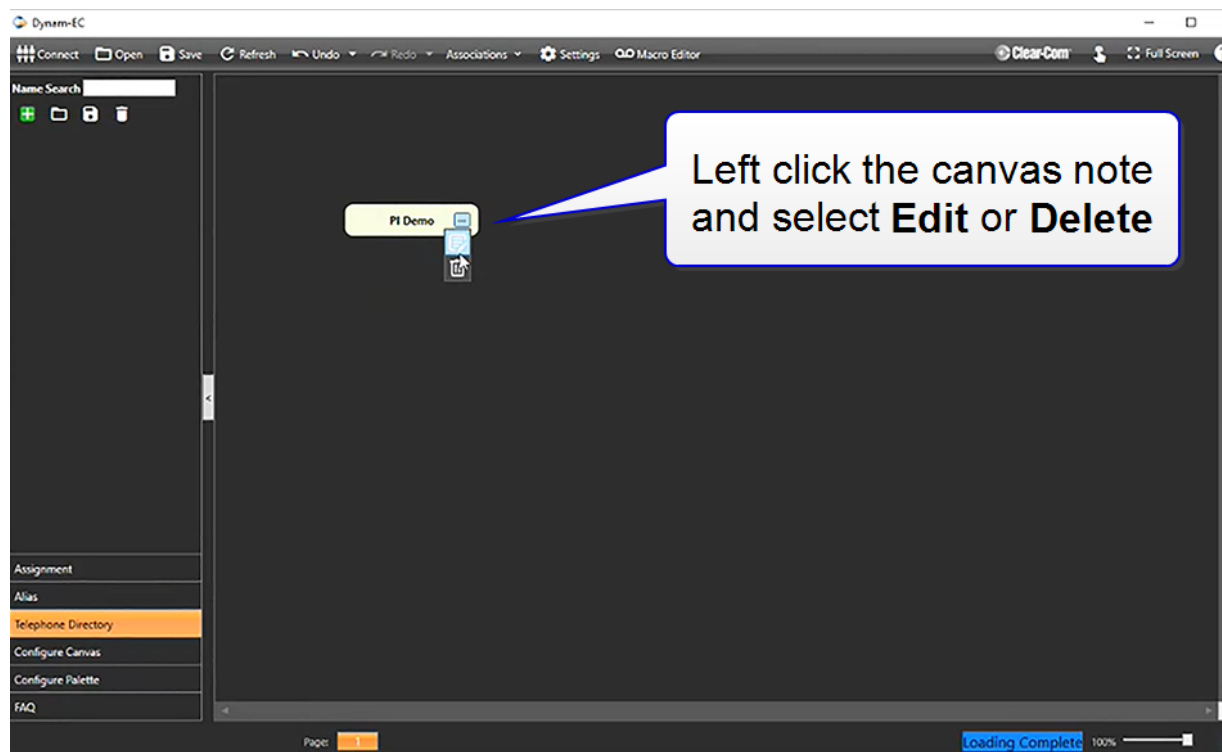 Dynam-EC
Connect Open Save Refresh Undo Redo Associations Settings Macro Editor Clear-Com Full Screen
Name Search
Left click the canvas note
and select Edit or Delete
PI Demo
Assignment
Alias
Telephone Directory
Configure Canvas
Configure Palette
FAQ
Page: 1 Loading Complete 100%